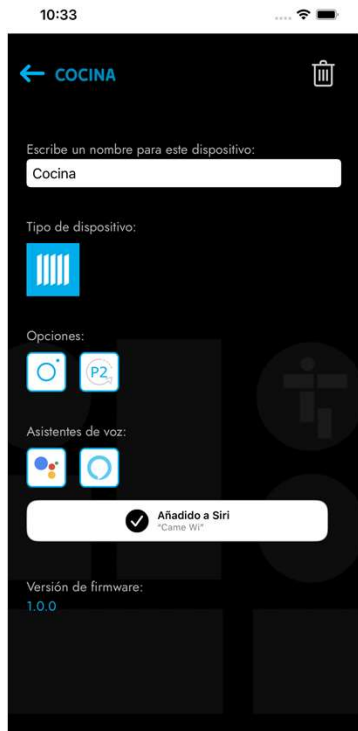 10:33
COCINA
Escribe un nombre para este dispositivo:
Cocina
Tipo de dispositivo:
Opciones:
P2
Asistentes de voz:
Añadido a Siri
"Came Wi"
Versión de firmware:
1.0.0